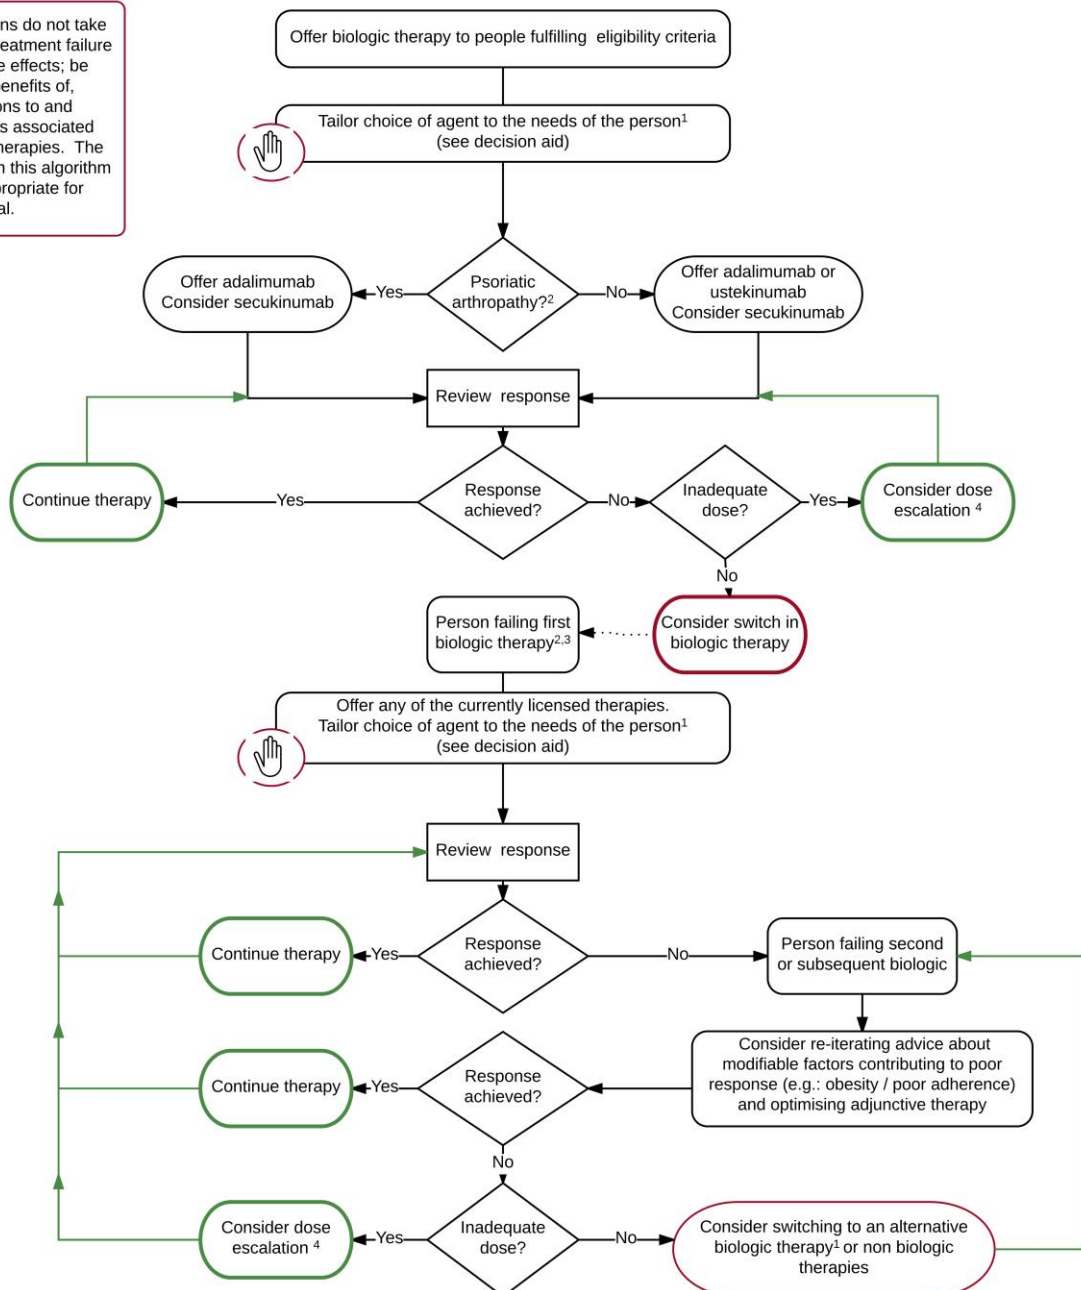 ns do not take
eatment failure
e effects; be
enefits of,
ons to and
s associated
herapies. The
n this algorithm
propriate for
al.
Offer biologic therapy to people fulfilling eligibility criteria
Tailor choice of agent to the needs of the person¹
(see decision aid)
Psoriatic
arthropathy?²
Yes
No
Offer adalimumab
Consider secukinumab
Offer adalimumab or
ustekinumab
Consider secukinumab
Review response
Continue therapy
Yes
Response
achieved?
No
Inadequate
dose?
Yes
Consider dose
escalation ⁴
No
Person failing first
biologic therapy²,³
Consider switch in
biologic therapy
Offer any of the currently licensed therapies.
Tailor choice of agent to the needs of the person¹
(see decision aid)
Review response
Continue therapy
Yes
Response
achieved?
No
Person failing second
or subsequent biologic
Consider re-iterating advice about
modifiable factors contributing to poor
response (e.g.: obesity / poor adherence)
and optimising adjunctive therapy
Continue therapy
Yes
Response
achieved?
No
Consider dose
escalation ⁴
Yes
Inadequate
dose?
No
Consider switching to an alternative
biologic therapy¹ or non biologic
therapies